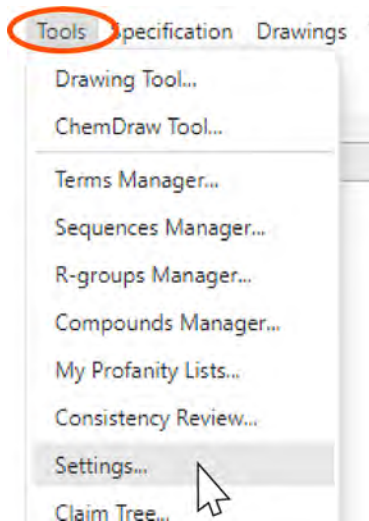 Tools Specification Drawings
Drawing Tool...
ChemDraw Tool...
Terms Manager...
Sequences Manager...
R-groups Manager...
Compounds Manager...
My Profanity Lists...
Consistency Review...
Settings...
Claim Tree...